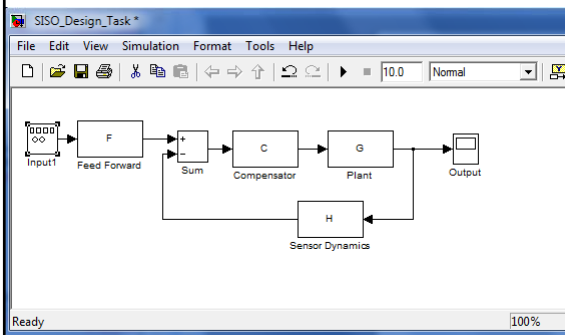 SISO_Design_Task *
File Edit View Simulation Format Tools Help
10.0 Normal
F
C
G
+
−
Input1
Feed Forward
Sum
Compensator
Plant
Output
H
Sensor Dynamics
Ready 100%